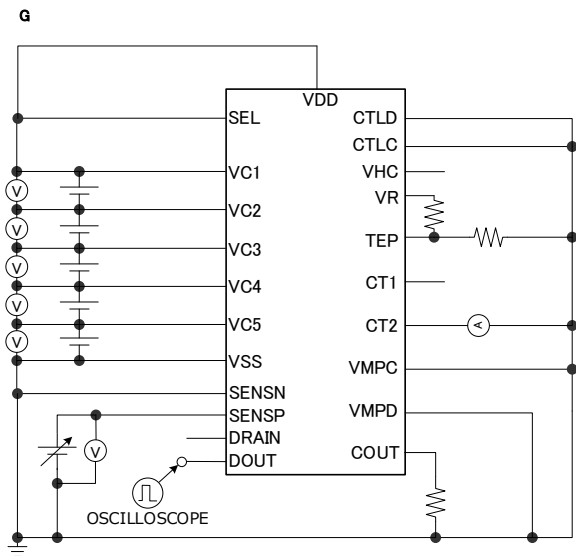 G
VDD
SEL
CTLD
CTLC
VC1
VHC
V
VR
VC2
V
VC3
TEP
V
VC4
CT1
V
VC5
CT2
A
V
VSS
VMPC
SENSN
SENSP
VMPD
DRAIN
V
COUT
DOUT
OSCILLOSCOPE